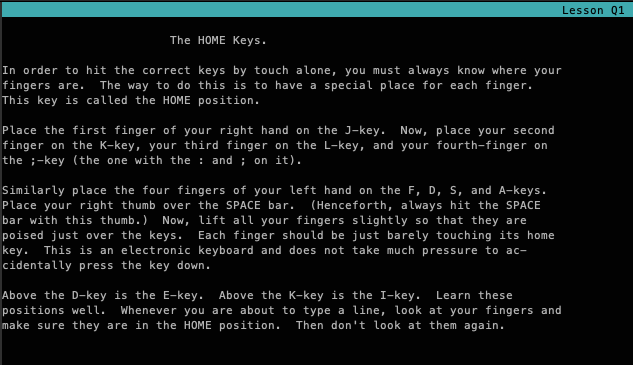 Lesson Q1
The HOME Keys.
In order to hit the correct keys by touch alone, you must always know where your
fingers are.  The way to do this is to have a special place for each finger.
This key is called the HOME position.
Place the first finger of your right hand on the J-key.  Now, place your second
finger on the K-key, your third finger on the L-key, and your fourth-finger on
the ;-key (the one with the : and ; on it).
Similarly place the four fingers of your left hand on the F, D, S, and A-keys.
Place your right thumb over the SPACE bar.  (Henceforth, always hit the SPACE
bar with this thumb.)  Now, lift all your fingers slightly so that they are
poised just over the keys.  Each finger should be just barely touching its home
key.  This is an electronic keyboard and does not take much pressure to ac-
cidentally press the key down.
Above the D-key is the E-key.  Above the K-key is the I-key.  Learn these
positions well.  Whenever you are about to type a line, look at your fingers and
make sure they are in the HOME position.  Then don't look at them again.